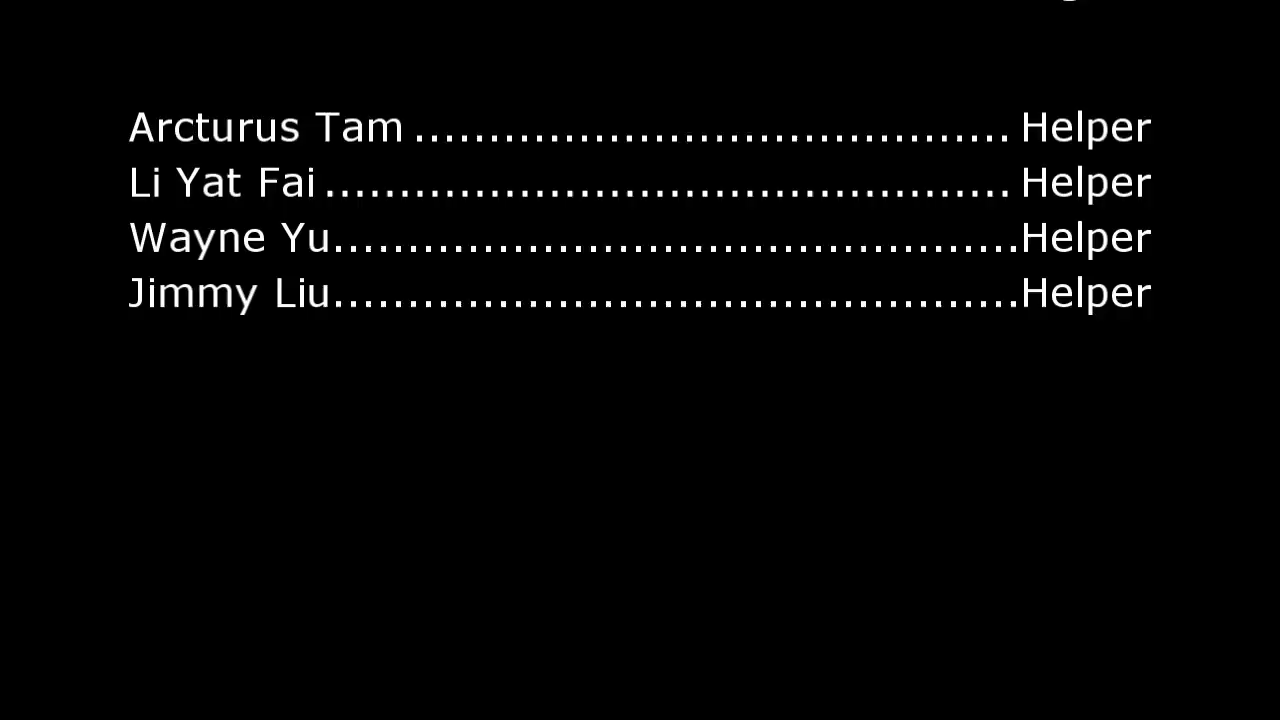 Arcturus Tam ........................................ Helper
Li Yat Fai .............................................. Helper
Wayne Yu..............................................Helper
Jimmy Liu..............................................Helper